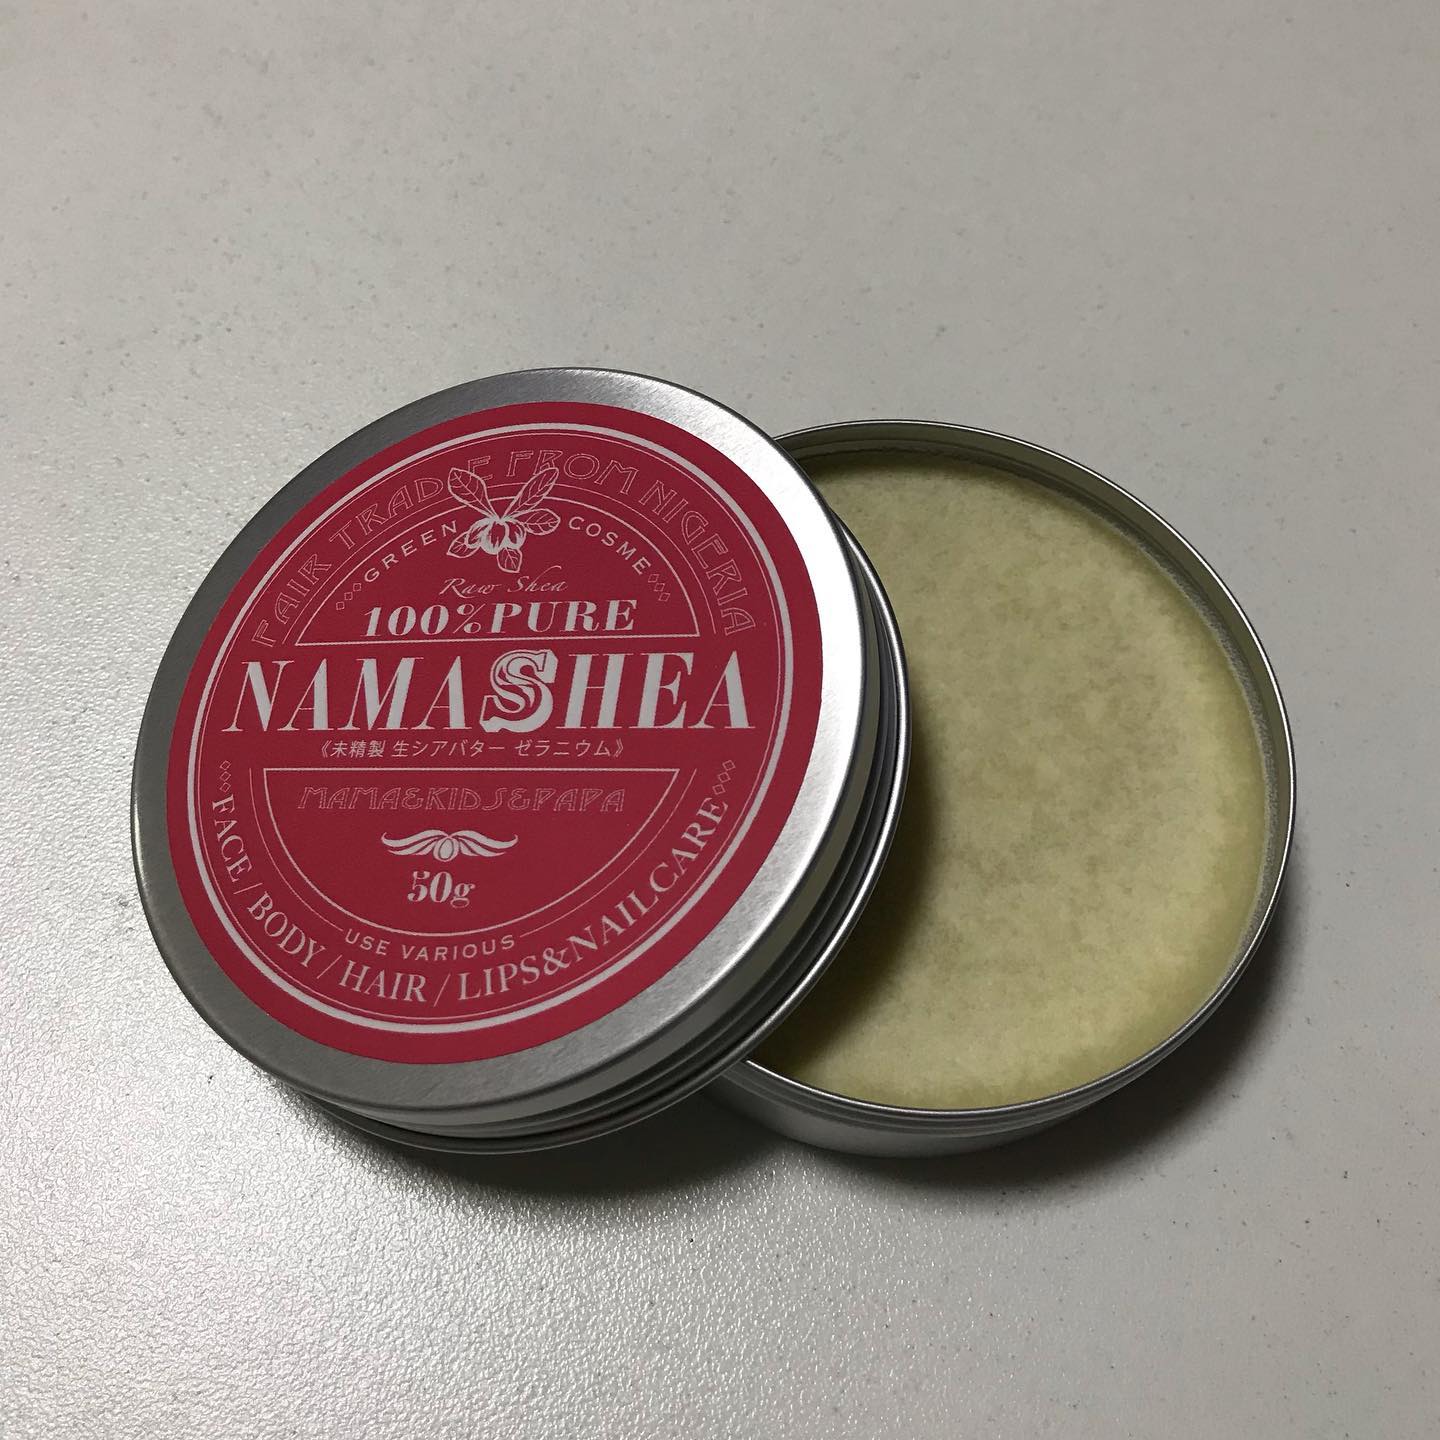 FAIR TRADE FROM NIGERIA
GREEN COSME
Raw Shea
100%PURE
NAMASHEA
《未精製 生シアバター ゼラニウム》
MAMA&KIDS&PAPA
50g
USE VARIOUS
FACE / BODY / HAIR / LIPS&NAILCARE